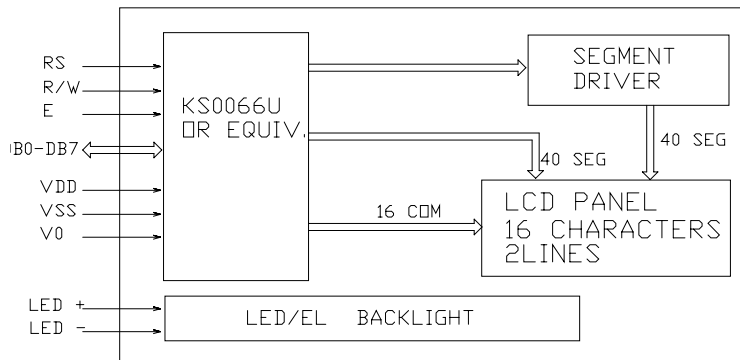 RS
R/W
E
DB0-DB7
VDD
VSS
V0
LED +
LED -
KS0066U
OR EQUIV.
SEGMENT
DRIVER
40 SEG
40 SEG
16 COM
LCD PANEL
16 CHARACTERS
2LINES
LED/EL BACKLIGHT